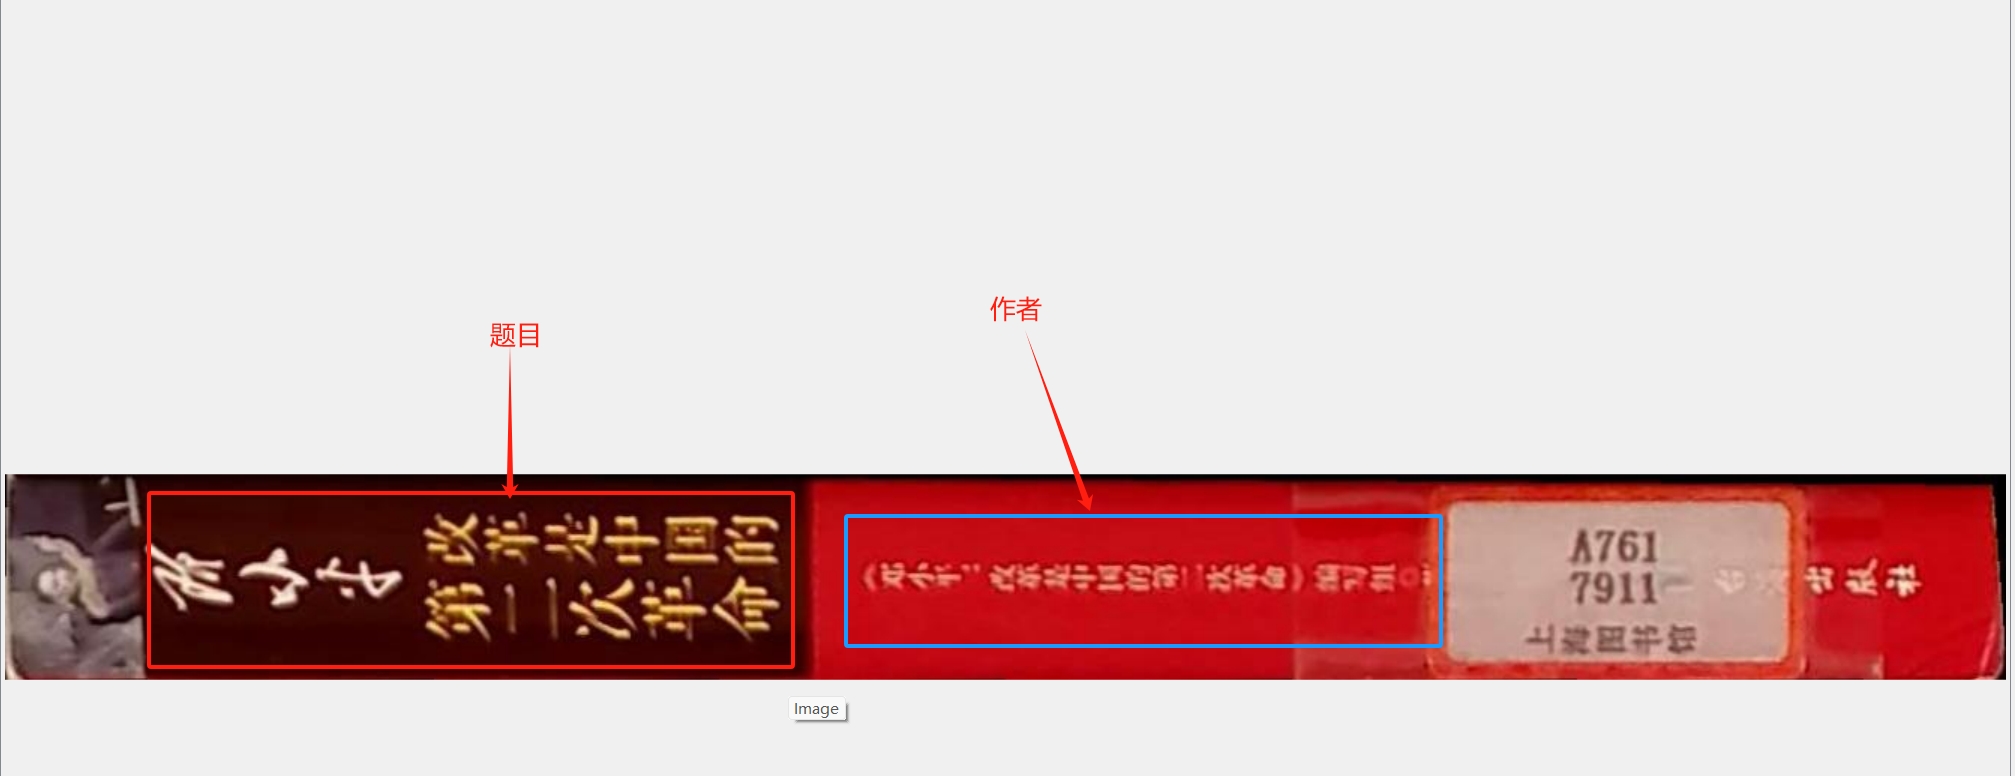 作者
题目
邓小平
改革是中国的
第二次革命
《邓小平：改革是中国的第二次革命》编写组
A761
7911
上海图书馆
出版社
Image